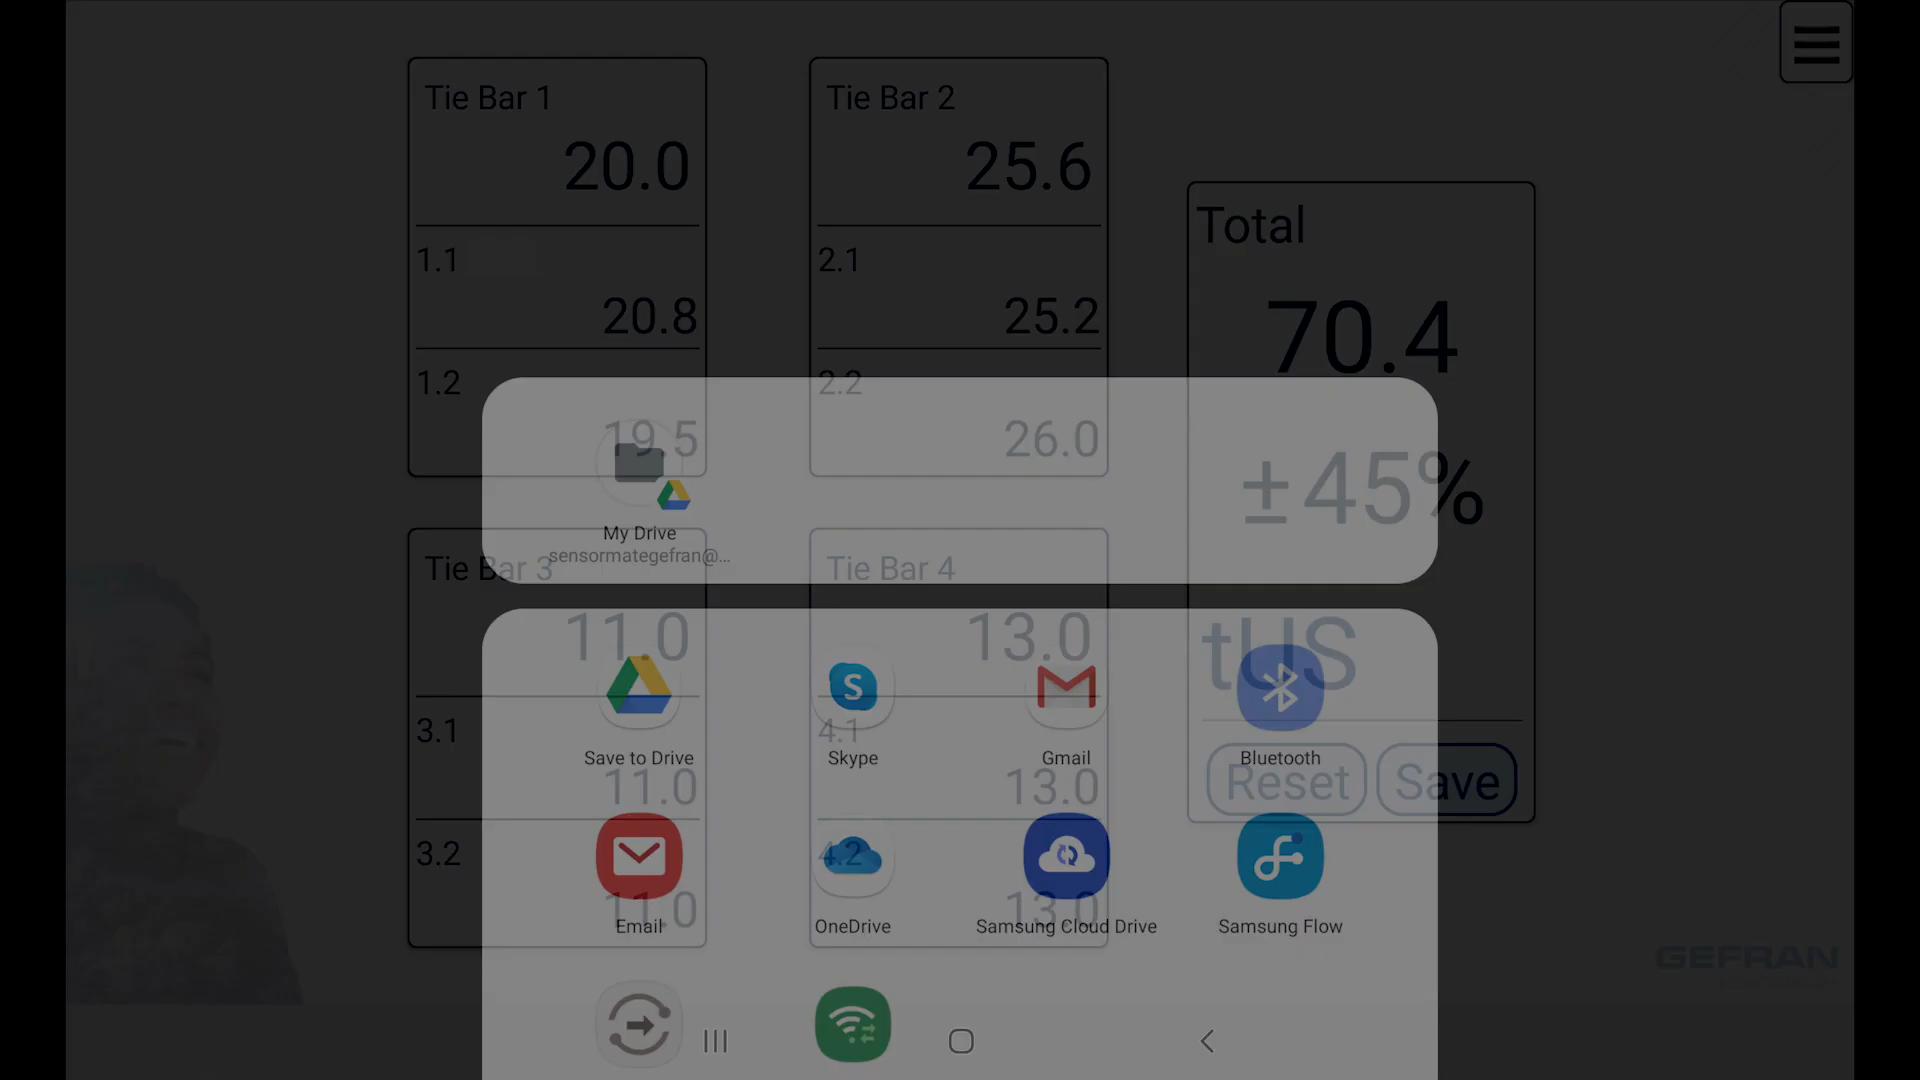 Tie Bar 1
20.0
1.1
20.8
1.2
19.5
Tie Bar 2
25.6
2.1
25.2
2.2
26.0
Total
70.4
±45%
tUS
Reset Save
Tie Bar 3
11.0
3.1
11.0
3.2
11.0
Tie Bar 4
13.0
4.1
13.0
4.2
13.0
My Drive
sensormategefran@...
Save to Drive
Skype
Gmail
Bluetooth
Email
OneDrive
Samsung Cloud Drive
Samsung Flow
GEFRAN